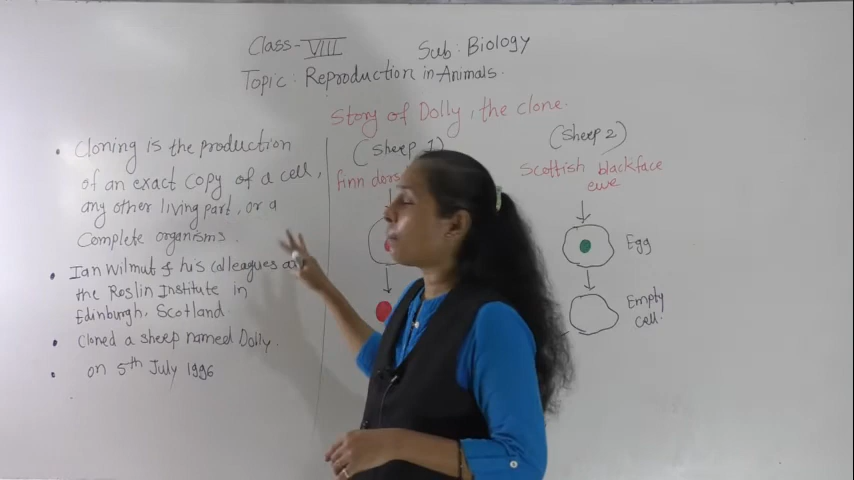 Class-VIII Sub: Biology
Topic: Reproduction in Animals.
Story of Dolly, the clone.
• Cloning is the production
of an exact copy of a cell,
any other living part, or a
Complete organisms.
• Ian Wilmut & his colleagues
the Roslin Institute in
Edinburgh, Scotland.
• Cloned a sheep named Dolly.
• on 5th July 1996
(Sheep 1)
Finn
(Sheep 2)
Scottish blackface
ewe
Egg
Empty
cell.